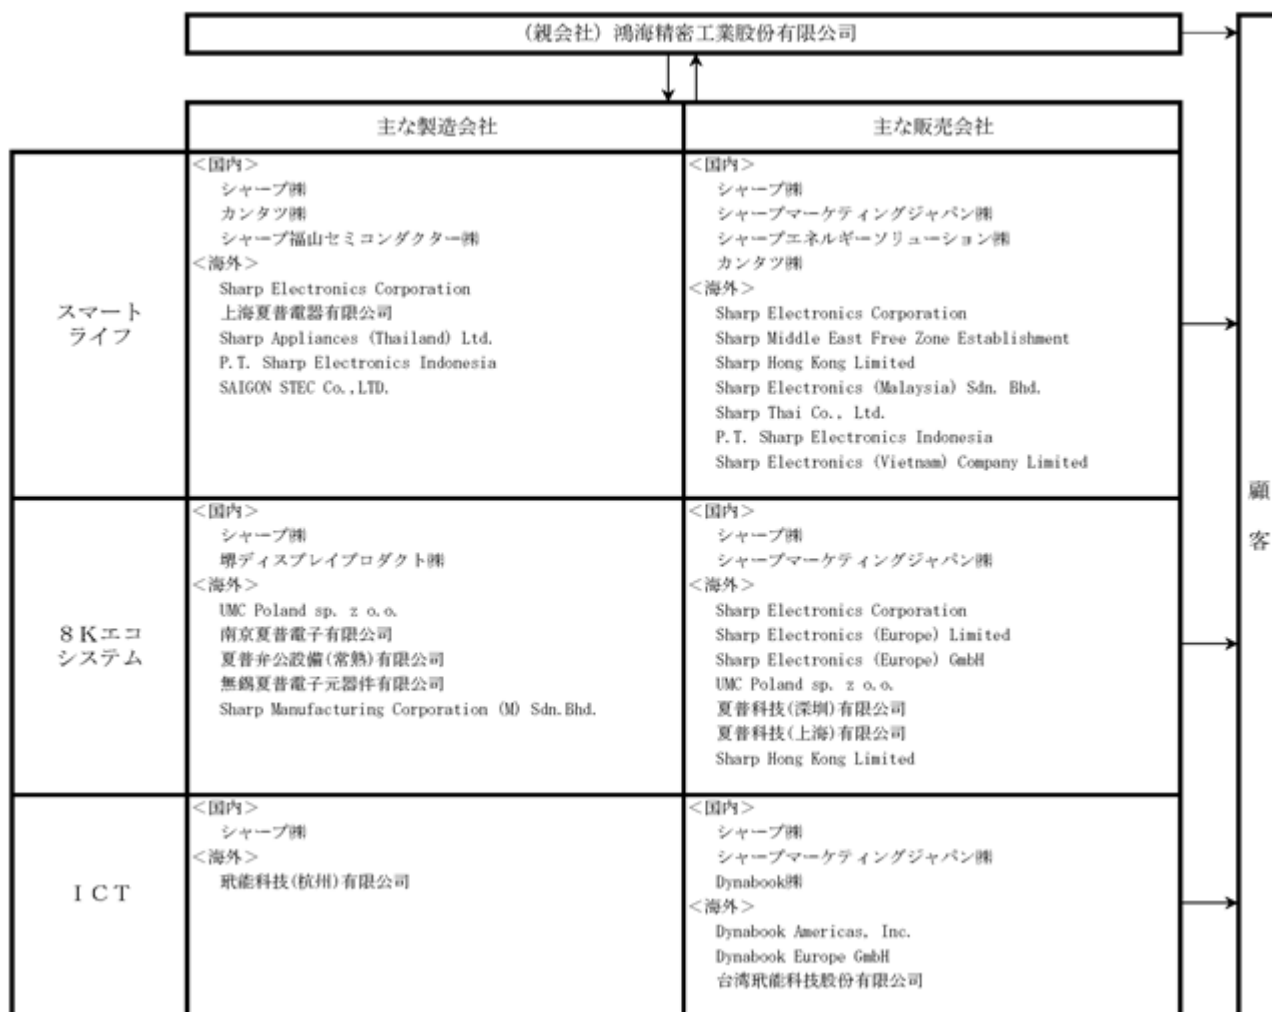 (親会社) 鴻海精密工業股份有限公司
主な製造会社
主な販売会社
スマート
ライフ
<国内>
シャープ㈱
カンタツ㈱
シャープ福山セミコンダクター㈱
<海外>
Sharp Electronics Corporation
上海夏普電器有限公司
Sharp Appliances (Thailand) Ltd.
P.T. Sharp Electronics Indonesia
SAIGON STEC Co.,LTD.
<国内>
シャープ㈱
シャープマーケティングジャパン㈱
シャープエネルギーソリューション㈱
カンタツ㈱
<海外>
Sharp Electronics Corporation
Sharp Middle East Free Zone Establishment
Sharp Hong Kong Limited
Sharp Electronics (Malaysia) Sdn. Bhd.
Sharp Thai Co., Ltd.
P.T. Sharp Electronics Indonesia
Sharp Electronics (Vietnam) Company Limited
8Kエコ
システム
<国内>
シャープ㈱
堺ディスプレイプロダクト㈱
<海外>
UMC Poland sp. z o.o.
南京夏普電子有限公司
夏普弁公設備(常熟)有限公司
無錫夏普電子元器件有限公司
Sharp Manufacturing Corporation (M) Sdn.Bhd.
<国内>
シャープ㈱
シャープマーケティングジャパン㈱
<海外>
Sharp Electronics Corporation
Sharp Electronics (Europe) Limited
Sharp Electronics (Europe) GmbH
UMC Poland sp. z o.o.
夏普科技(深圳)有限公司
夏普科技(上海)有限公司
Sharp Hong Kong Limited
ICT
<国内>
シャープ㈱
<海外>
玳能科技(杭州)有限公司
<国内>
シャープ㈱
シャープマーケティングジャパン㈱
Dynabook㈱
<海外>
Dynabook Americas, Inc.
Dynabook Europe GmbH
台湾玳能科技股份有限公司
顧
客